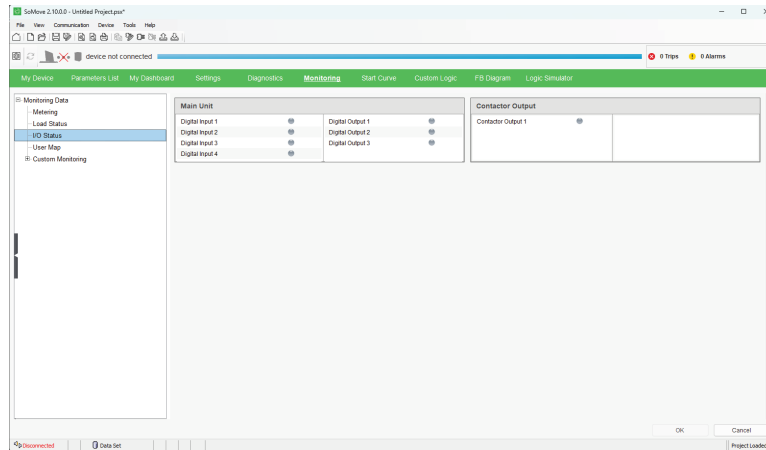 SoMove 2.10.0.0 - Untitled Project.psx*
File View Communication Device Tools Help
device not connected
0 Trips 0 Alarms
My Device Parameters List My Dashboard Settings Diagnostics Monitoring Start Curve Custom Logic FB Diagram Logic Simulator
Monitoring Data
Metering
Load Status
I/O Status
User Map
Custom Monitoring
Main Unit
Digital Input 1 Digital Output 1
Digital Input 2 Digital Output 2
Digital Input 3 Digital Output 3
Digital Input 4
Contactor Output
Contactor Output 1
OK Cancel
Disconnected Data Set Project Loaded